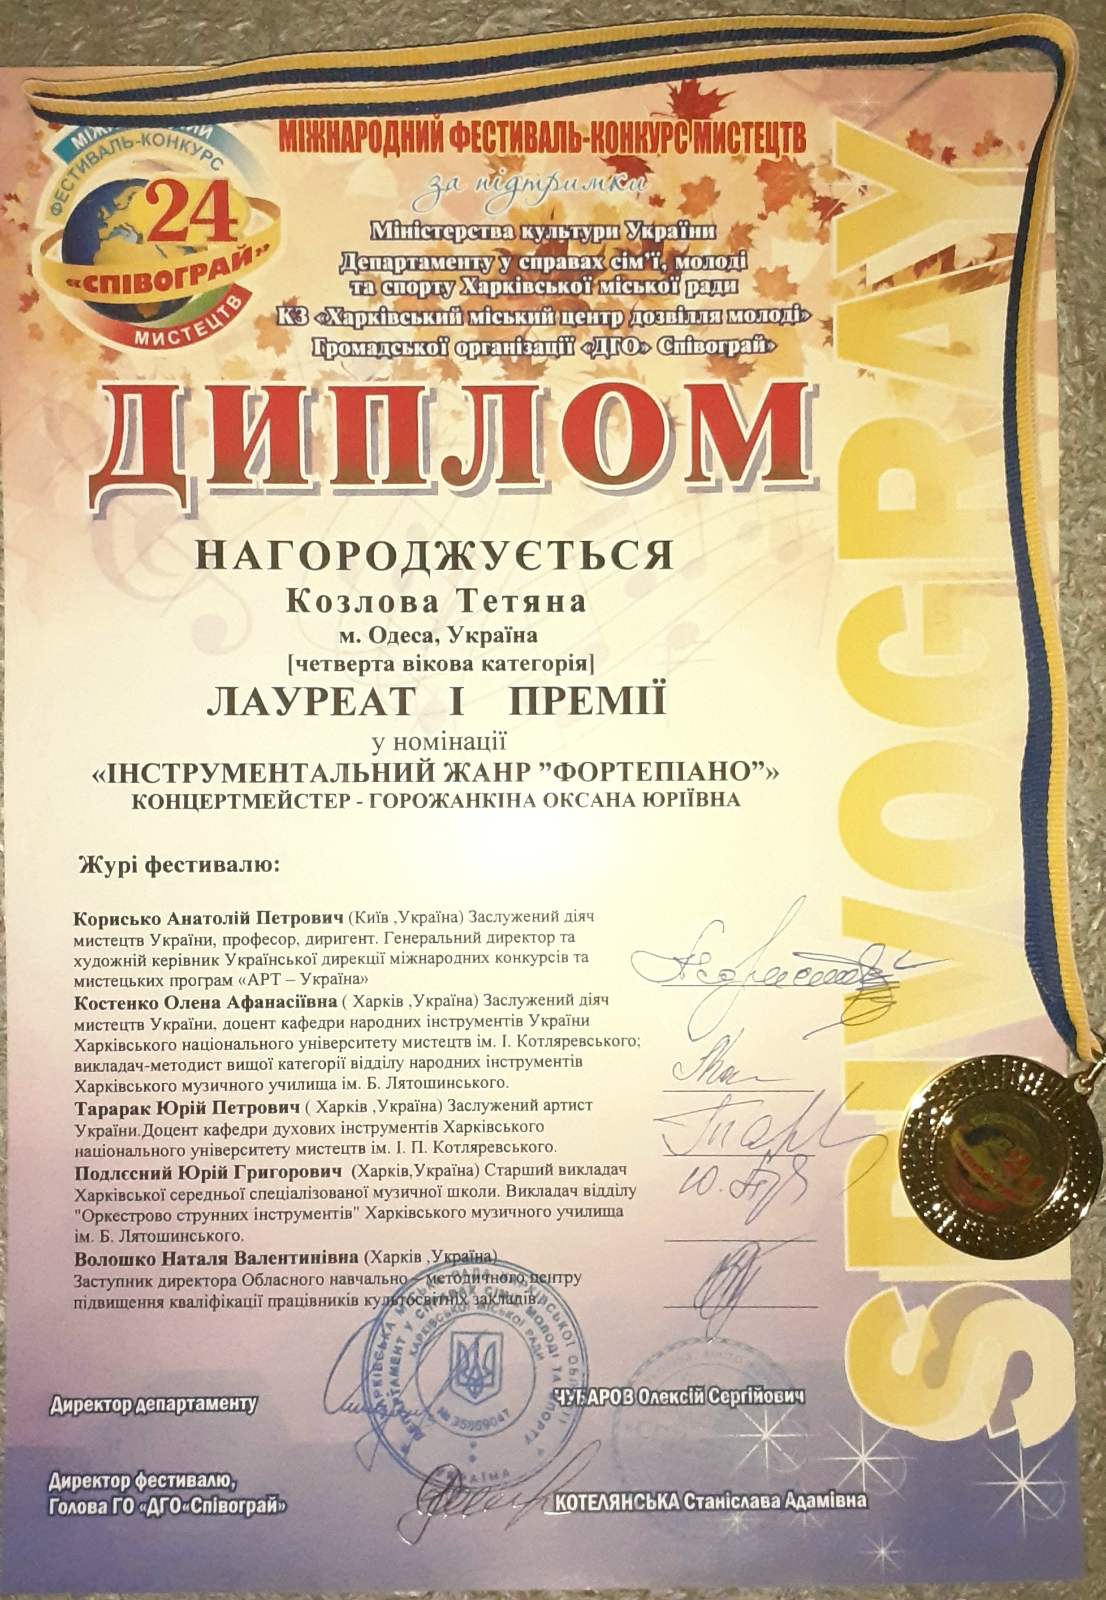 ФЕСТИВАЛЬ-КОНКУРС
24
«СПІВОГРАЙ»
МИСТЕЦТВ
МІЖНАРОДНИЙ ФЕСТИВАЛЬ-КОНКУРС МИСТЕЦТВ
за підтримки
Міністерства культури України
Департаменту у справах сім’ї, молоді
та спорту Харківської міської ради
КЗ «Харківський міський центр дозвілля молоді»
Громадської організації «ДГО» Співограй»
ДИПЛОМ
НАГОРОДЖУЄТЬСЯ
Козлова Тетяна
м. Одеса, Україна
[четверта вікова категорія]
ЛАУРЕАТ І ПРЕМІЇ
у номінації
«ІНСТРУМЕНТАЛЬНИЙ ЖАНР ”ФОРТЕПІАНО”»
КОНЦЕРТМЕЙСТЕР - ГОРОЖАНКІНА ОКСАНА ЮРІЇВНА
Журі фестивалю:
Корисько Анатолій Петрович (Київ ,Україна) Заслужений діяч
мистецтв України, професор, диригент. Генеральний директор та
художній керівник Української дирекції міжнародних конкурсів та
мистецьких програм «АРТ – Україна»
Костенко Олена Афанасіївна ( Харків ,Україна) Заслужений діяч
мистецтв України, доцент кафедри народних інструментів України
Харківського національного університету мистецтв ім. І. Котляревського;
викладач-методист вищої категорії відділу народних інструментів
Харківського музичного училища ім. Б. Лятошинського.
Тарарак Юрій Петрович ( Харків ,Україна) Заслужений артист
України.Доцент кафедри духових інструментів Харківського
національного університету мистецтв ім. І. П. Котляревського.
Подлєсний Юрій Григорович (Харків,Україна) Старший викладач
Харківської середньої спеціалізованої музичної школи. Викладач відділу
"Оркестрово струнних інструментів" Харківського музичного училища
ім. Б. Лятошинського.
Волошко Наталя Валентинівна (Харків ,Україна)
Заступник директора Обласного навчально – методичного центру
підвищення кваліфікації працівників культосвітніх закладів.
Директор департаменту
ЧУБАРОВ Олексій Сергійович
№ 35859047
УКРАЇНА
Директор фестивалю,
Голова ГО «ДГО«Співограй»
КОТЕЛЯНСЬКА Станіслава Адамівна
SPIVOGRAY